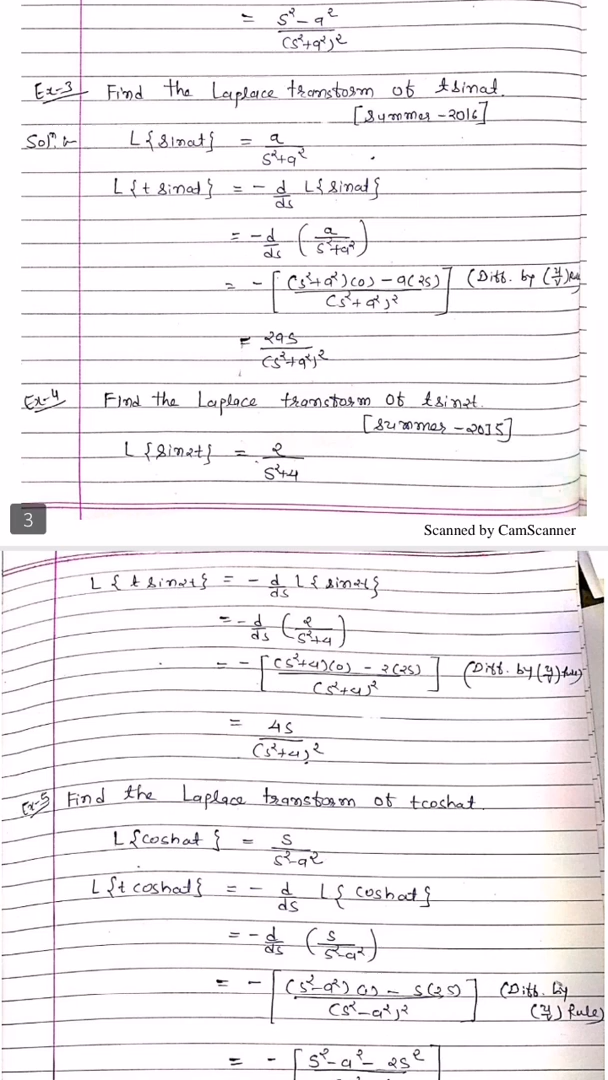 = s²-a² / (s²+a²)²
Ex-3 Find the Laplace transform of tsinat.
[Summer-2016]
Solⁿ:- L{sinat} = a / s²+a²
L{t sinat} = - d/ds L{sinat}
= -d/ds (a / s²+a²)
= - [(s²+a²)(0) - a(2s) / (s²+a²)²] (Diff. by (u/v) Ru
= 2as / (s²+a²)²
Ex-4 Find the Laplace transform of tsin2t.
[Summer-2015]
L{sin2t} = 2 / s²+4
3
Scanned by CamScanner
L{t sin2t} = - d/ds L{sin2t}
= - d/ds (2 / s²+4)
= - [(s²+4)(0) - 2(2s) / (s²+4)²] (Diff. by (u/v) Rule)
= 4s / (s²+4)²
Ex-5 Find the Laplace transform of tcoshat.
L{coshat} = s / s²-a²
L{t coshat} = - d/ds L{coshat}
= - d/ds (s / s²-a²)
= - [(s²-a²)(1) - s(2s) / (s²-a²)²] (Diff. by
(u/v) Rule)
= - [s²-a²-2s²]